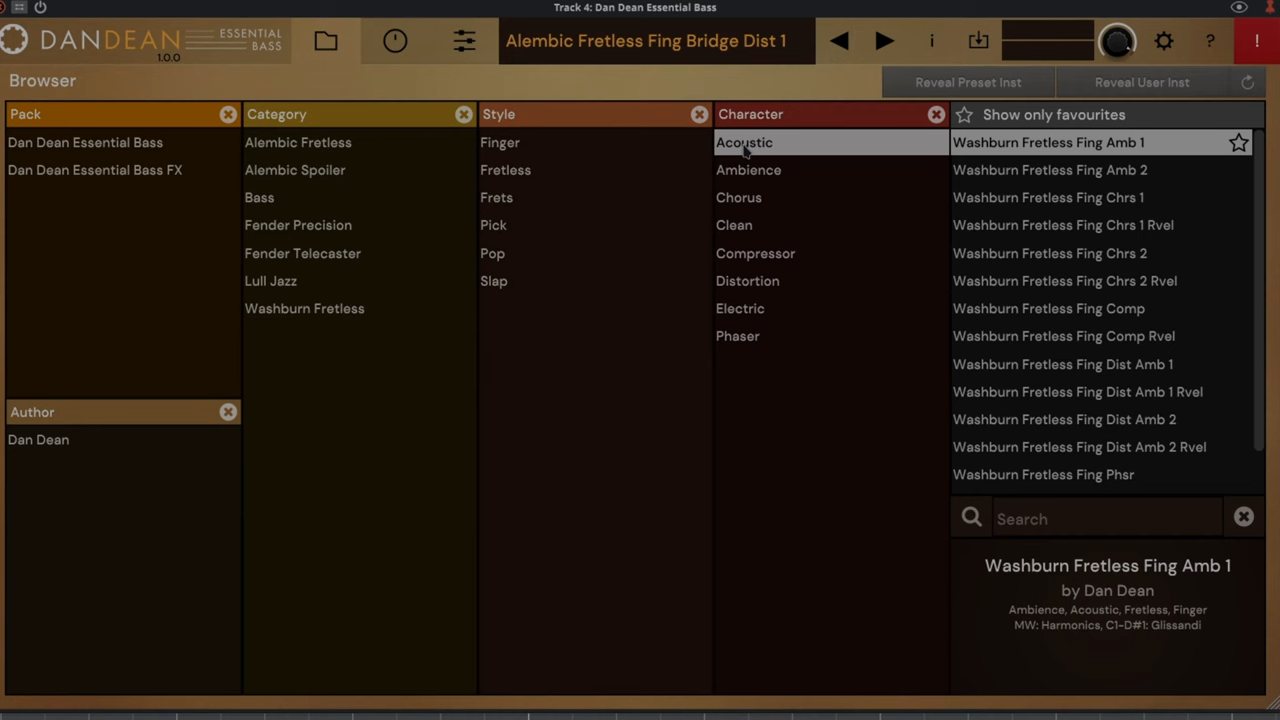 Track 4: Dan Dean Essential Bass
DANDEAN ESSENTIAL BASS
1.0.0
Alembic Fretless Fing Bridge Dist 1
i
?
!
Browser
Reveal Preset Inst
Reveal User Inst
Pack
Dan Dean Essential Bass
Dan Dean Essential Bass FX
Author
Dan Dean
Category
Alembic Fretless
Alembic Spoiler
Bass
Fender Precision
Fender Telecaster
Lull Jazz
Washburn Fretless
Style
Finger
Fretless
Frets
Pick
Pop
Slap
Character
Acoustic
Ambience
Chorus
Clean
Compressor
Distortion
Electric
Phaser
Show only favourites
Washburn Fretless Fing Amb 1
Washburn Fretless Fing Amb 2
Washburn Fretless Fing Chrs 1
Washburn Fretless Fing Chrs 1 Rvel
Washburn Fretless Fing Chrs 2
Washburn Fretless Fing Chrs 2 Rvel
Washburn Fretless Fing Comp
Washburn Fretless Fing Comp Rvel
Washburn Fretless Fing Dist Amb 1
Washburn Fretless Fing Dist Amb 1 Rvel
Washburn Fretless Fing Dist Amb 2
Washburn Fretless Fing Dist Amb 2 Rvel
Washburn Fretless Fing Phsr
Search
Washburn Fretless Fing Amb 1
by Dan Dean
Ambience, Acoustic, Fretless, Finger
MW: Harmonics, C1-D#1: Glissandi